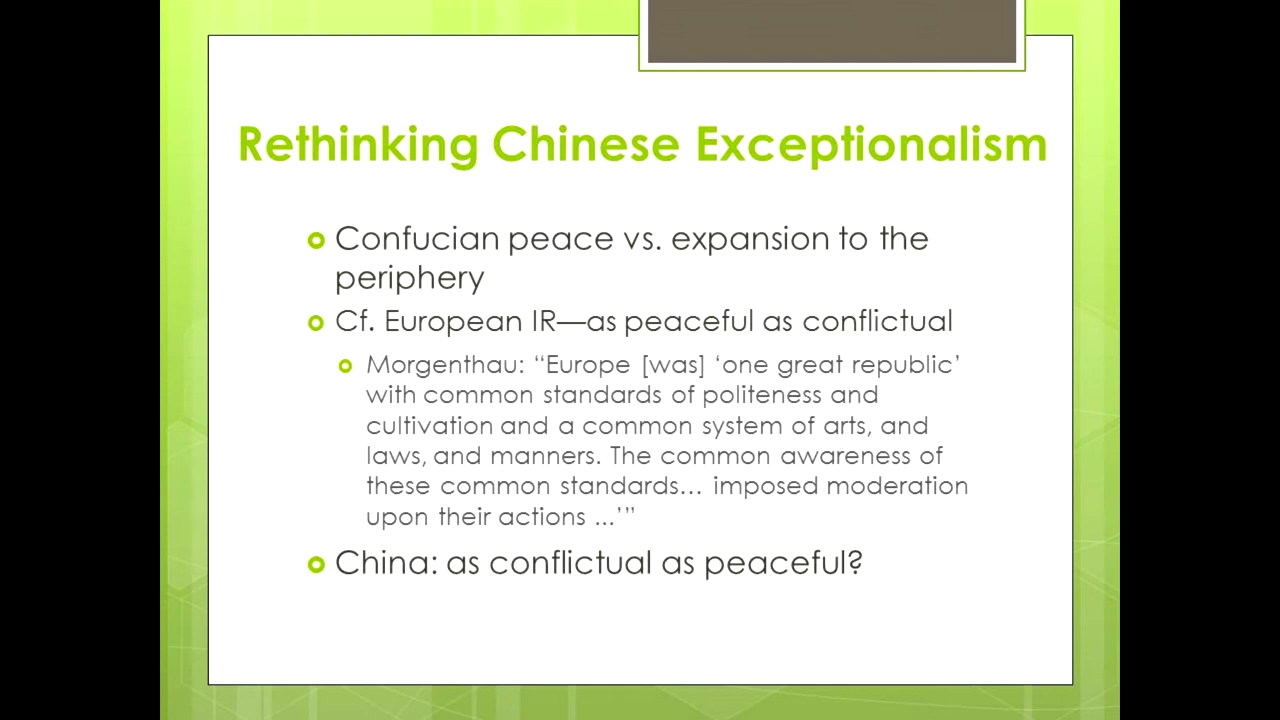 Rethinking Chinese Exceptionalism
Confucian peace vs. expansion to the
periphery
Cf. European IR—as peaceful as conflictual
Morgenthau: “Europe [was] ‘one great republic’
with common standards of politeness and
cultivation and a common system of arts, and
laws, and manners. The common awareness of
these common standards… imposed moderation
upon their actions ...’”
China: as conflictual as peaceful?